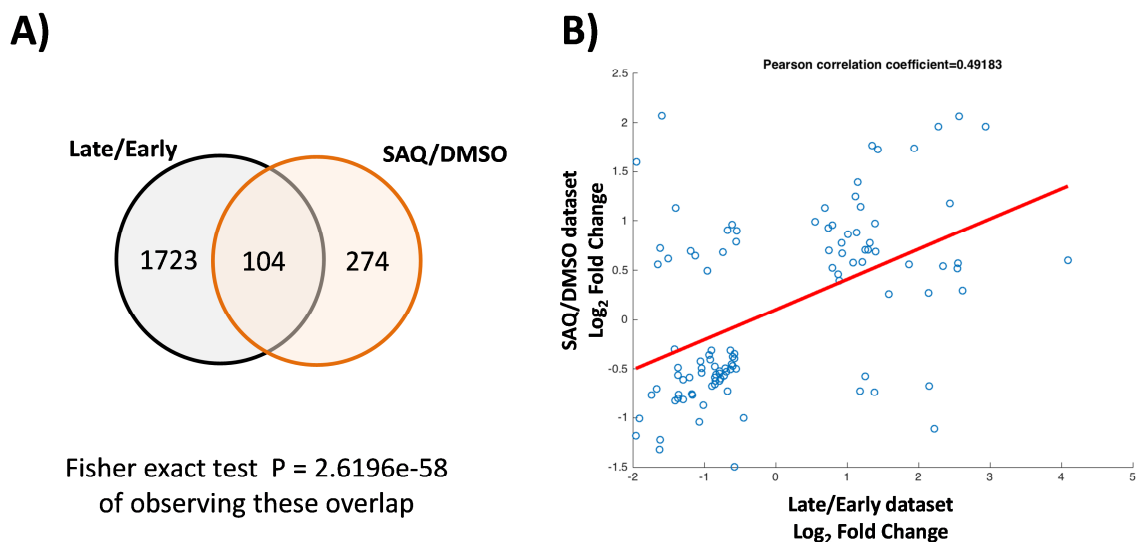 A)
Late/Early
SAQ/DMSO
1723
104
274
Fisher exact test P = 2.6196e-58
of observing these overlap
B)
Pearson correlation coefficient=0.49183
SAQ/DMSO dataset
Log2 Fold Change
2.5
2
1.5
1
0.5
0
-0.5
-1
-1.5
-2
-1
0
1
2
3
4
5
Late/Early dataset
Log2 Fold Change